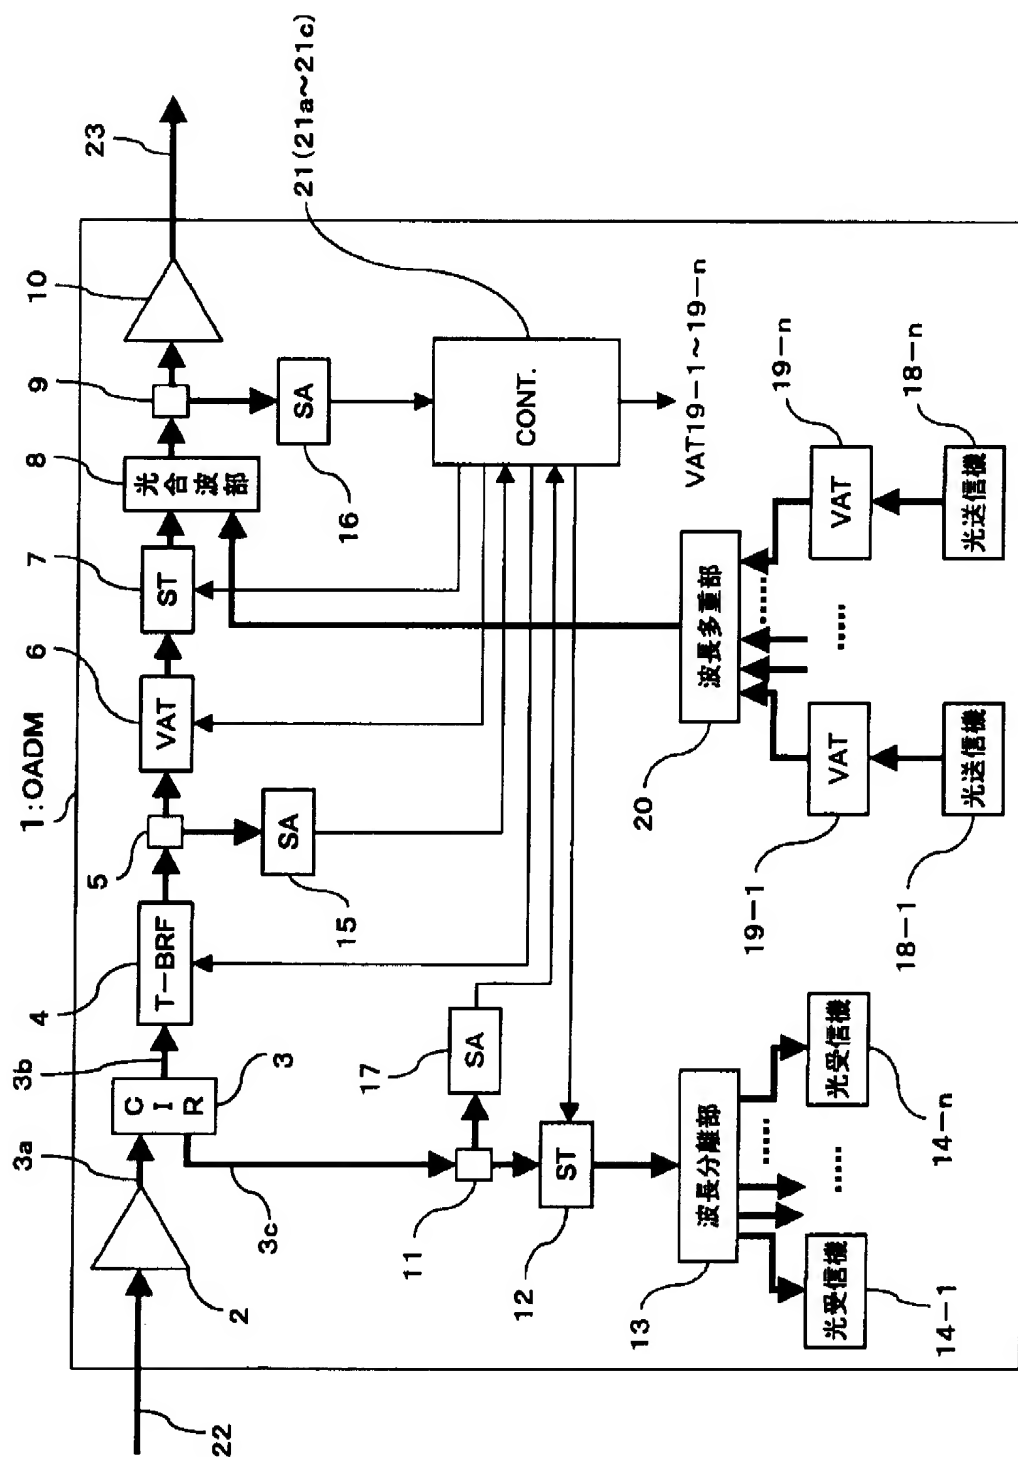 1:OADM
22
2
3a
C I R
3
3b
3c
T-BRF
4
5
VAT
6
ST
7
光合波部
8
9
10
23
SA
15
SA
16
SA
17
CONT.
21(21a~21c)
VAT19-1~19-n
11
ST
12
波長分離部
13
光受信機
14-1
光受信機
14-n
波長多重部
20
VAT
19-1
VAT
19-n
光送信機
18-1
光送信機
18-n